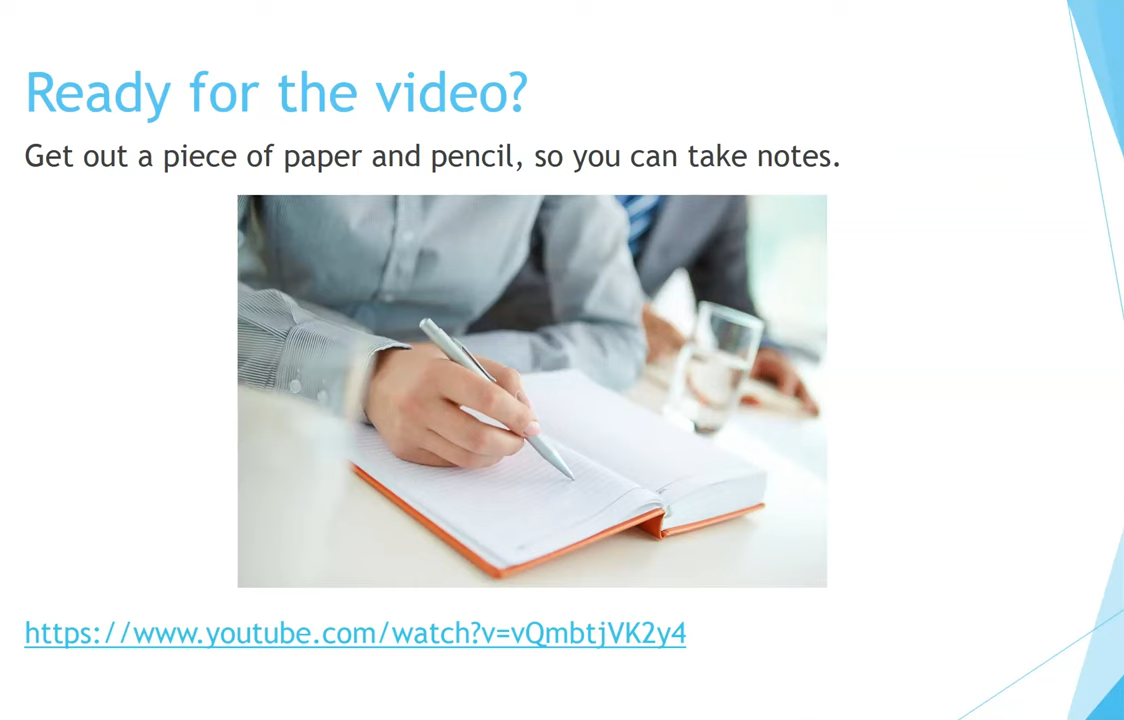 Ready for the video?
Get out a piece of paper and pencil, so you can take notes.
https://www.youtube.com/watch?v=vQmbtjVK2y4